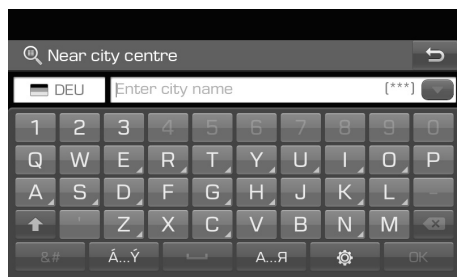 Near city centre
DEU Enter city name (***)
1 2 3 4 5 6 7 8 9 0
Q W E R T Y U I O P
A S D F G H J K L -
' Z X C V B N M
&# Á...Ý A...Я OK